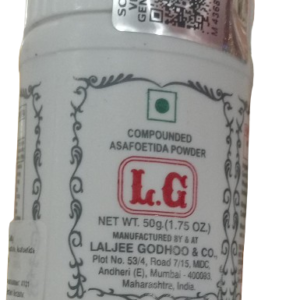 COMPOUNDED
ASAFOETIDA POWDER
L.G
NET WT. 50g.(1.75 OZ.)
MANUFACTURED BY & AT
LALJEE GODHOO & CO.,
Plot No. 53/4, Road 7/15, MIDC,
Andheri (E), Mumbai - 400093,
Maharashtra, India.